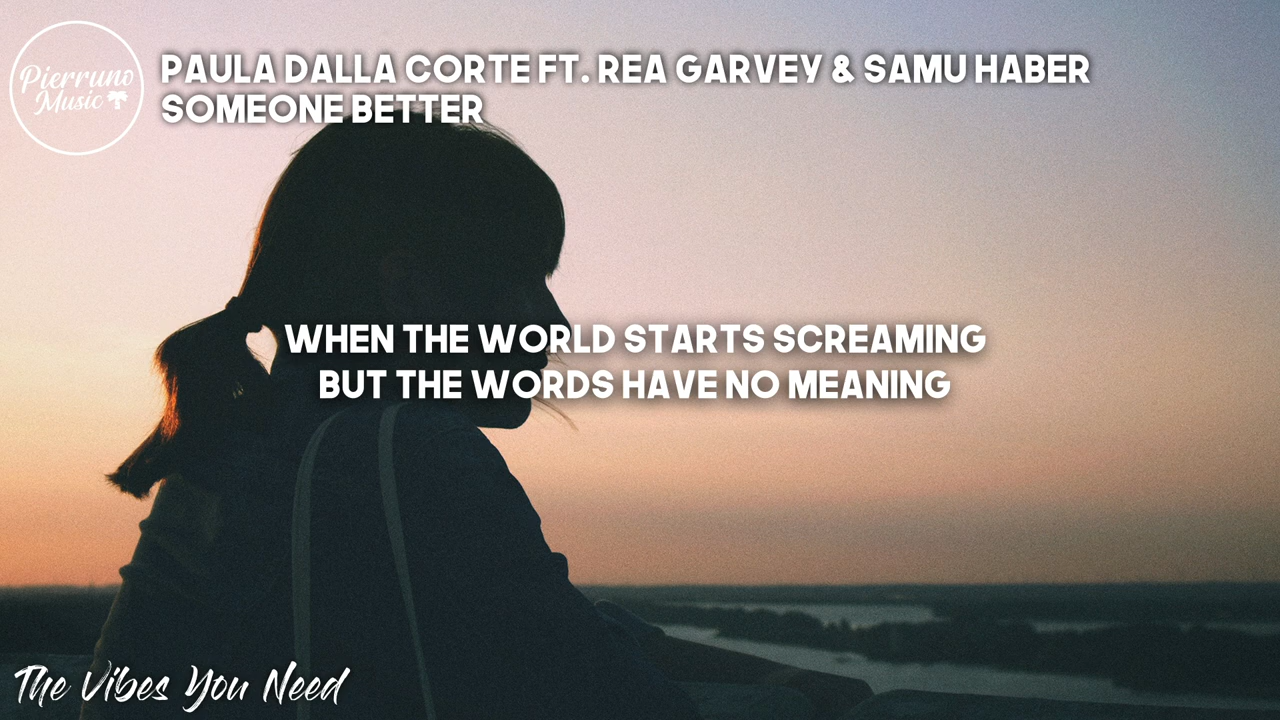 Pierruno
Music
PAULA DALLA CORTE FT. REA GARVEY & SAMU HABER
SOMEONE BETTER
WHEN THE WORLD STARTS SCREAMING
BUT THE WORDS HAVE NO MEANING
The Vibes You Need